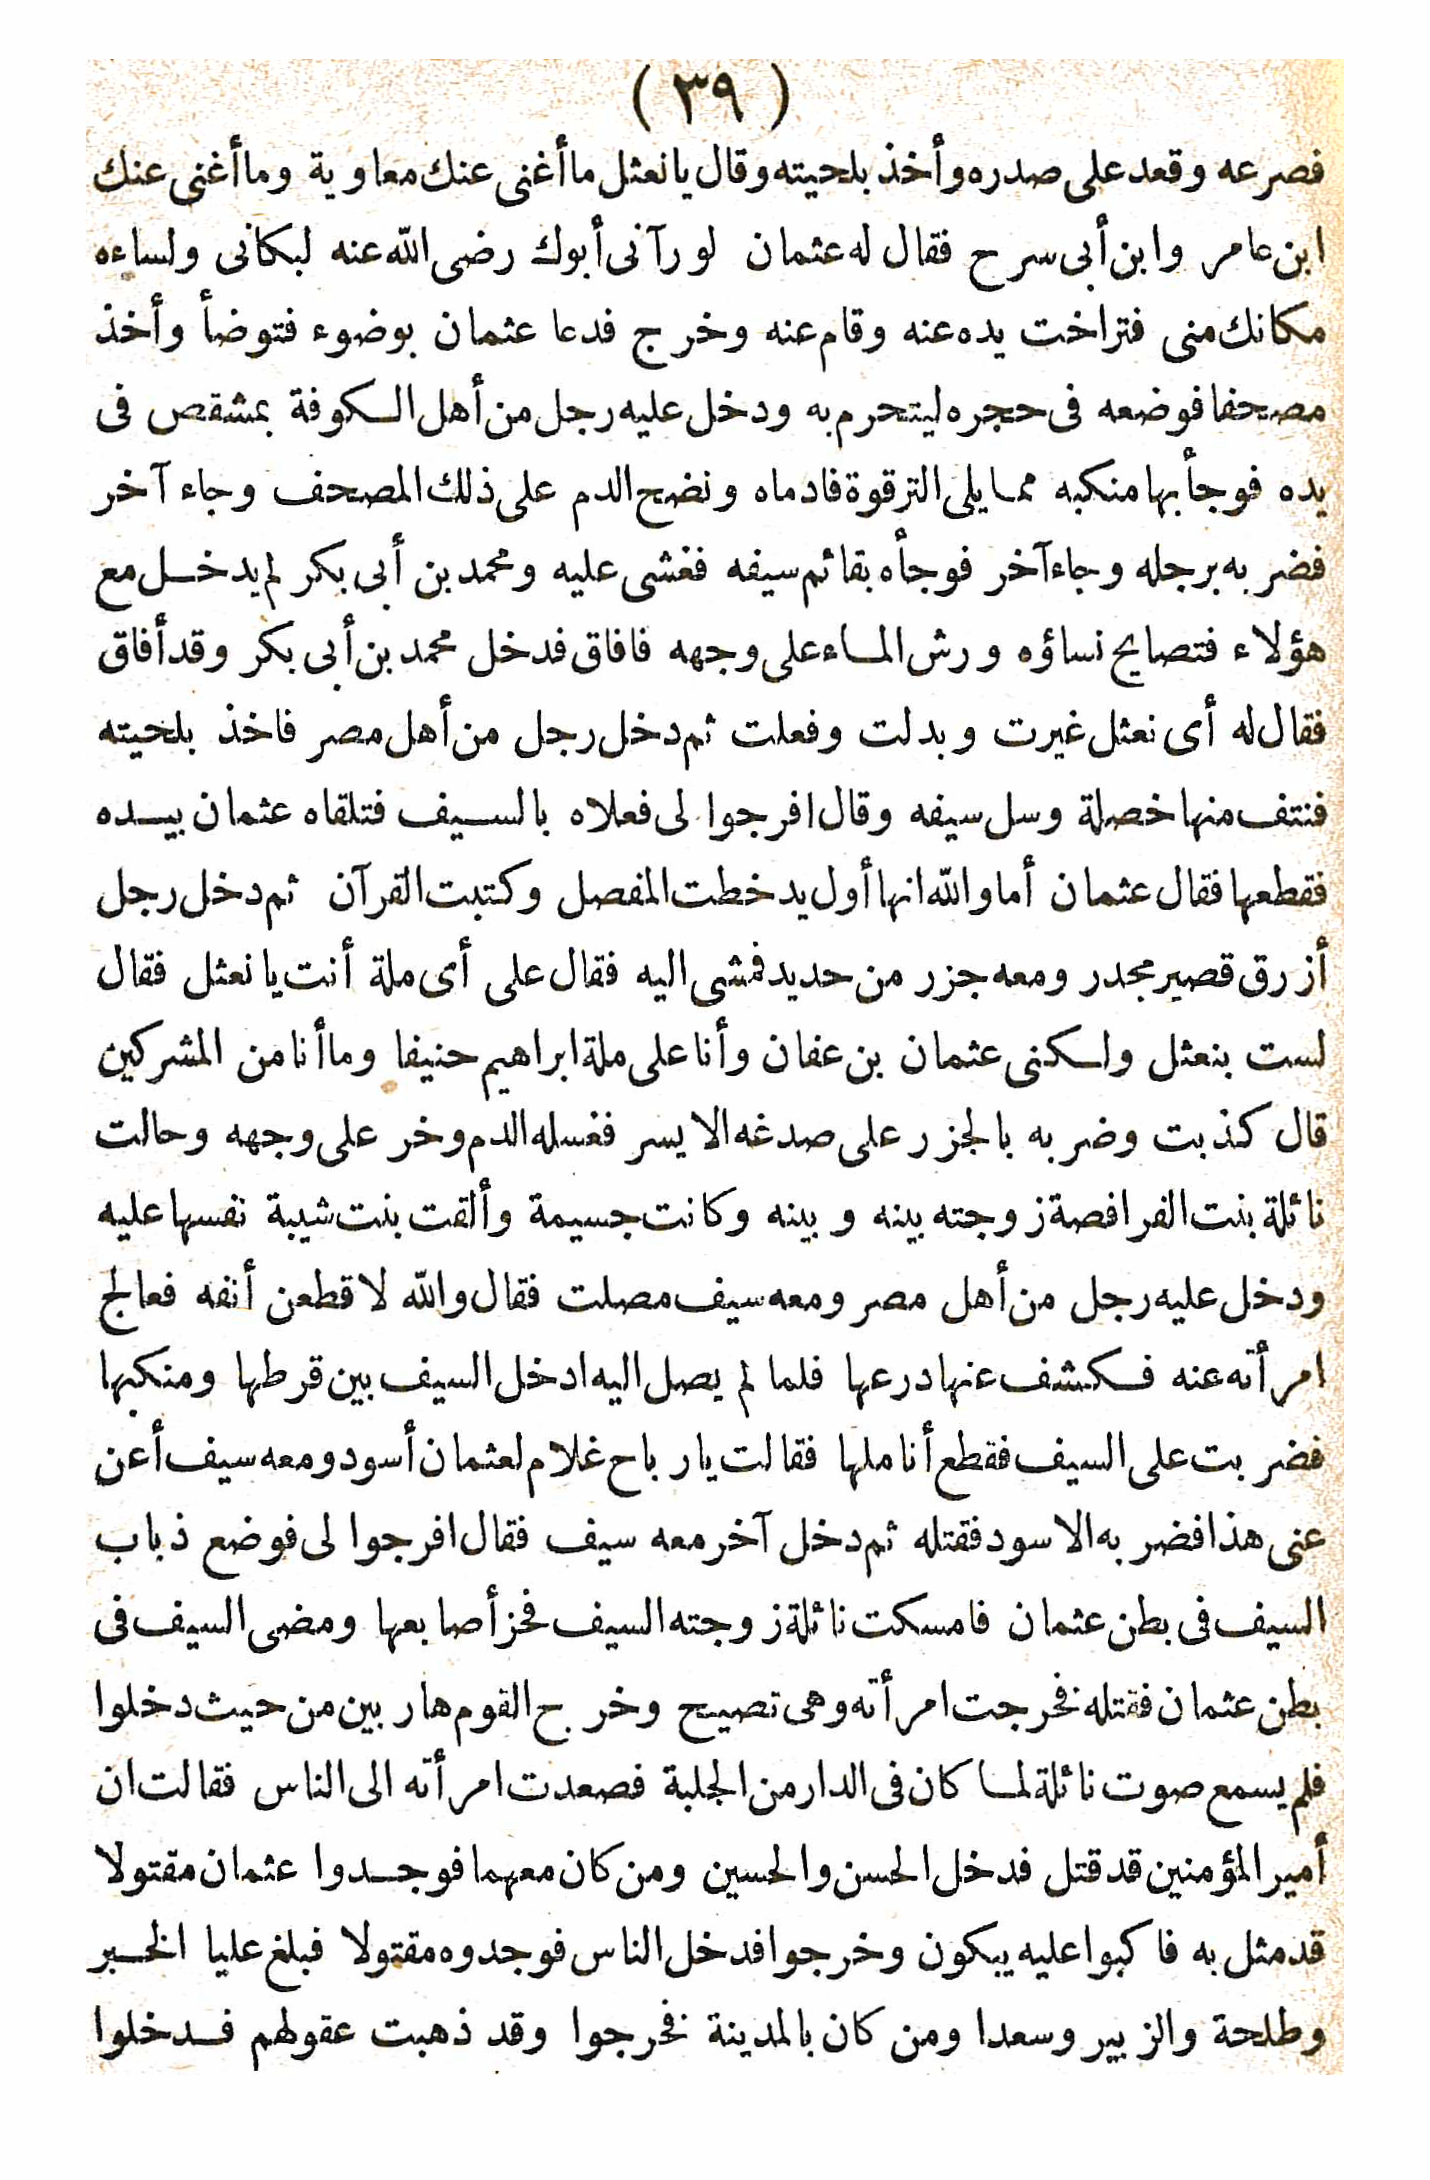 (٣٩)
فصرعه وقعد على صدره وأخذ بلحيته وقال يا نعثل ما أغنى عنك معاوية وما أغنى عنك
ابن عامر وابن أبى سرح فقال له عثمان لو رآنى أبوك رضى الله عنه لبكانى ولساءه
مكانك منى فتراخت يده عنه وقام عنه وخرج فدعا عثمان بوضوء فتوضأ وأخذ
مصحفا فوضعه فى حجره ليتحرم به ودخل عليه رجل من أهل الكوفة بمشقص فى
يده فوجأ بها منكبه مما يلى الترقوة فادماه ونضح الدم على ذلك المصحف وجاء آخر
فضربه برجله وجاء آخر فوجأه بقائم سيفه فغشى عليه ومحمد بن أبى بكر لم يدخل مع
هؤلاء فتصايح نساؤه ورش الماء على وجهه فافاق فدخل محمد بن أبى بكر وقد أفاق
فقال له أى نعثل غيرت وبدلت وفعلت ثم دخل رجل من أهل مصر فاخذ بلحيته
فنتف منها خصلة وسل سيفه وقال افرجوا لى فعلاه بالسيف فتلقاه عثمان بيده
فقطعها فقال عثمان أما والله انها أول يد خطت المفصل وكتبت القرآن ثم دخل رجل
أزرق قصير مجدر ومعه جزر من حديد فمشى اليه فقال على أى ملة أنت يا نعثل فقال
لست بنعثل ولكنى عثمان بن عفان وأنا على ملة ابراهيم حنيفا وما أنا من المشركين
قال كذبت وضربه بالجزر على صدغه الايسر فغسله الدم وخر على وجهه وحالت
نائلة بنت الفرافصة زوجته بينه وبينه وكانت جسيمة وألقت بنت شيبة نفسها عليه
ودخل عليه رجل من أهل مصر ومعه سيف مصلت فقال والله لاقطعن أنفه فعالج
امرأته عنه فكشف عنها درعها فلما لم يصل اليه ادخل السيف بين قرطها ومنكبها
فضربت على السيف فقطع أناملها فقالت يا رباح غلام لعثمان أسود ومعه سيف أعن
عنى هذا فضربه الاسود فقتله ثم دخل آخر معه سيف فقال افرجوا لى فوضع ذباب
السيف فى بطن عثمان فامسكت نائلة زوجته السيف فحز أصابعها ومضى السيف فى
بطن عثمان فقتله فخرجت امرأته وهى تصيح وخرج القوم هاربين من حيث دخلوا
فلم يسمع صوت نائلة لما كان فى الدار من الجلبة فصعدت امرأته الى الناس فقالت ان
أمير المؤمنين قد قتل فدخل الحسن والحسين ومن كان معهما فوجدوا عثمان مقتولا
قد مثل به فاكبوا عليه يبكون وخرجوا فدخل الناس فوجدوه مقتولا فبلغ عليا الخبر
وطلحة والزبير وسعدا ومن كان بالمدينة فخرجوا وقد ذهبت عقولهم فدخلوا